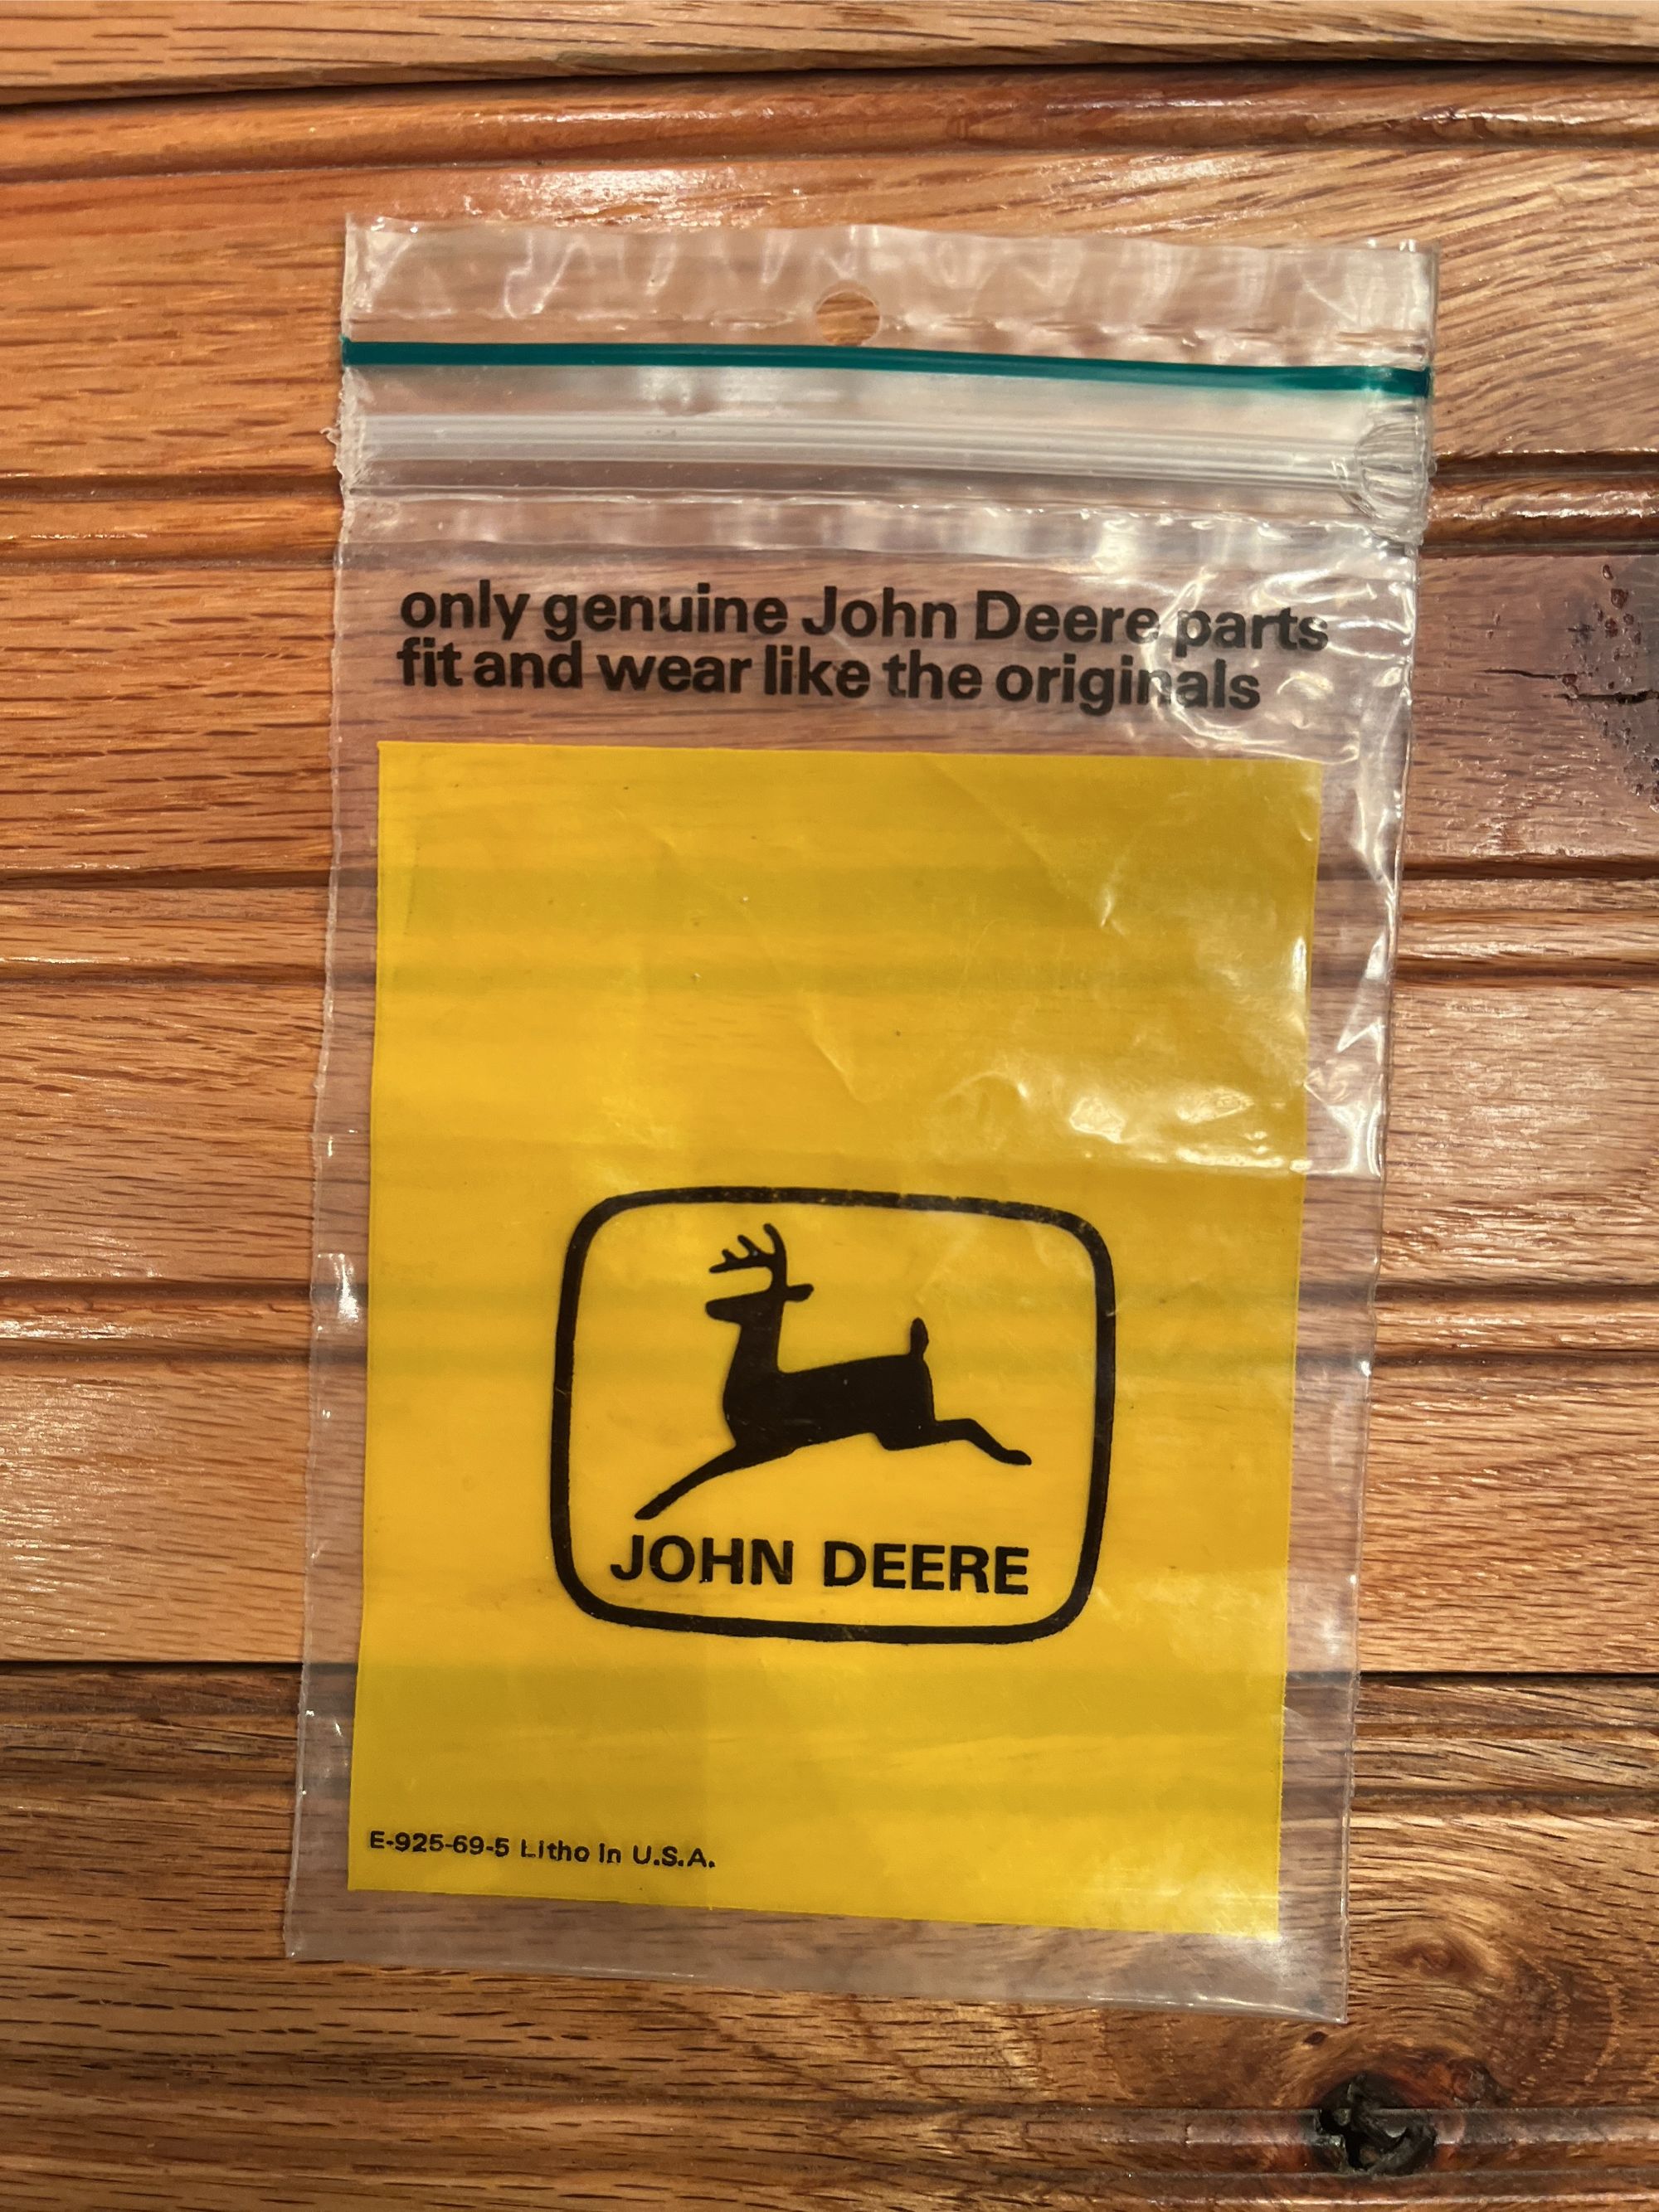 only genuine John Deere parts
fit and wear like the originals
JOHN DEERE
E-925-69-5 Litho in U.S.A.